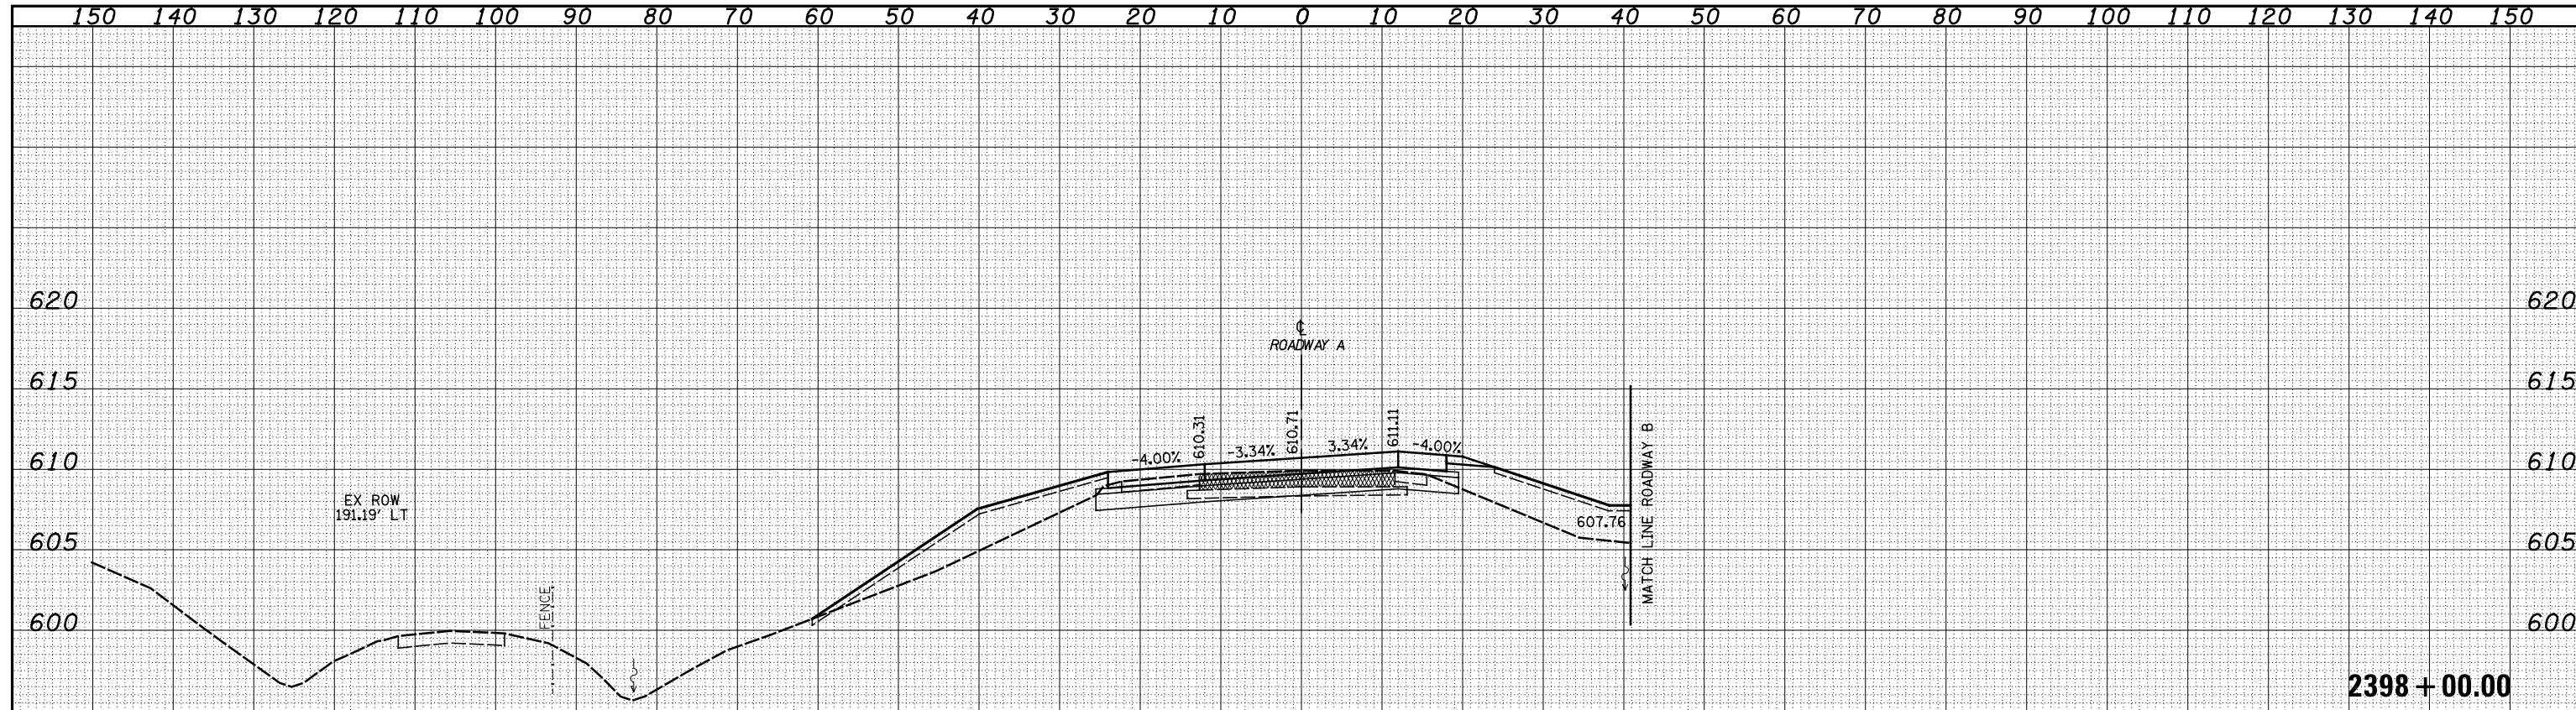 150 140 130 120 110 100 90 80 70 60 50 40 30 20 10 0 10 20 30 40 50 60 70 80 90 100 110 120 130 140 150
620 620
℄
ROADWAY A
615 615
610.31 610.71 611.11
-4.00% -3.34% 3.34% -4.00%
610 610
EX ROW
191.19' LT
607.76
MATCH LINE ROADWAY B
605 605
FENCE
600 600
2398 + 00.00